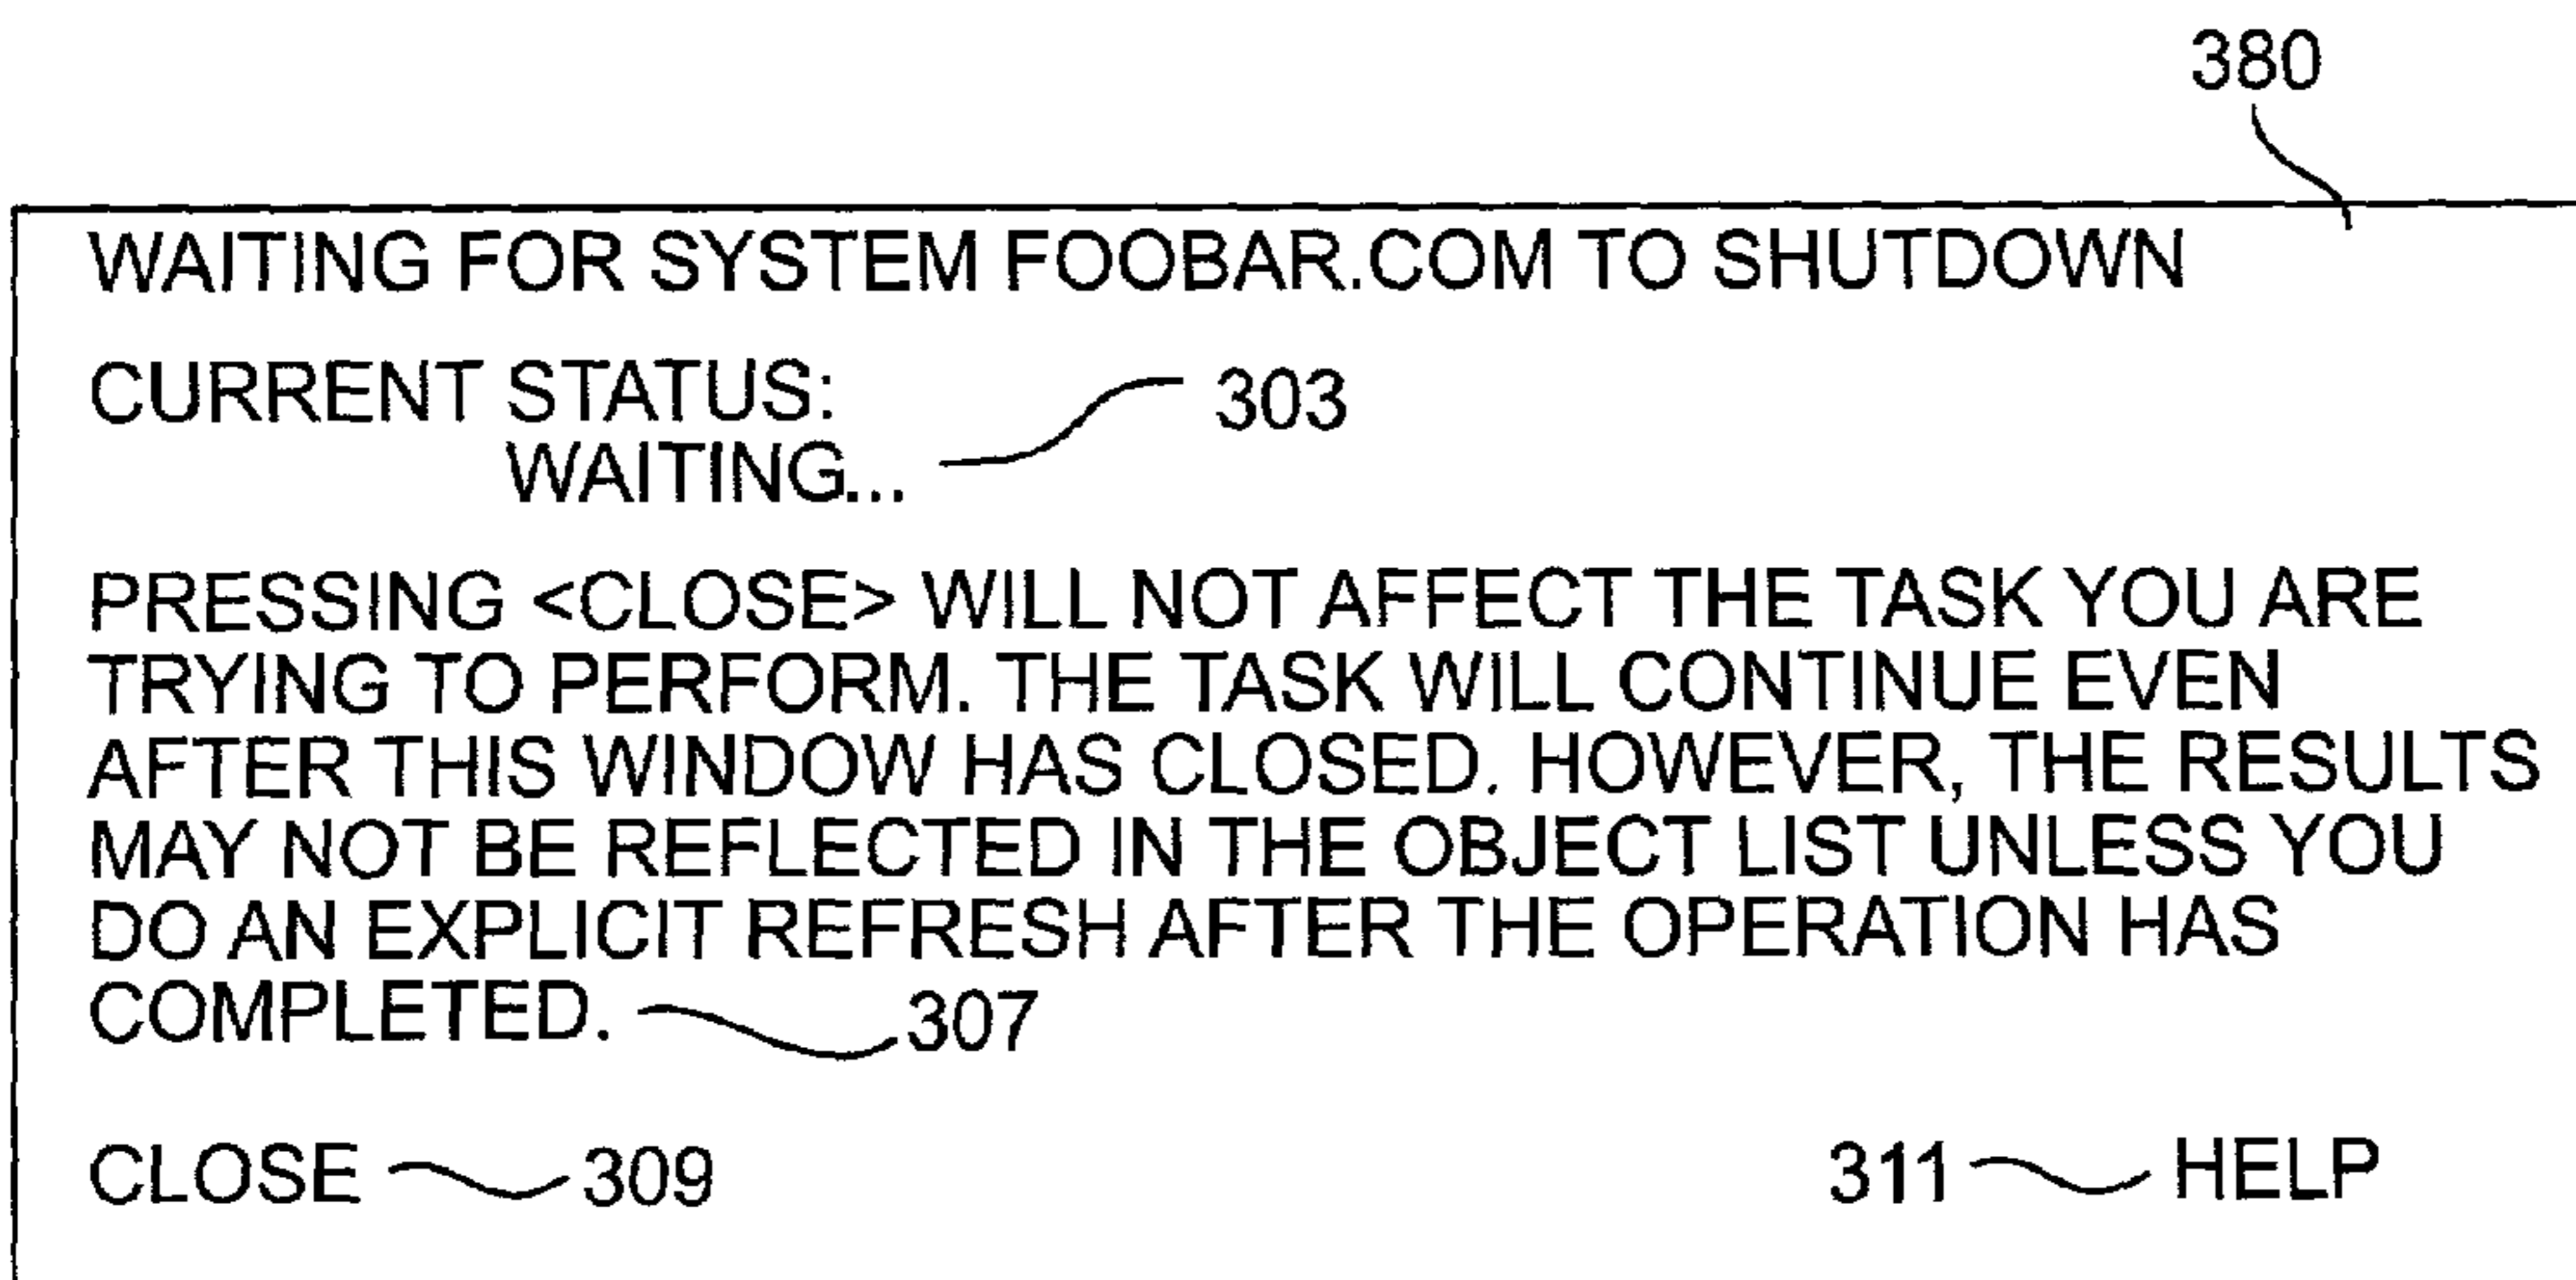 380
WAITING FOR SYSTEM FOOBAR.COM TO SHUTDOWN
CURRENT STATUS:
303
WAITING...
PRESSING <CLOSE> WILL NOT AFFECT THE TASK YOU ARE
TRYING TO PERFORM. THE TASK WILL CONTINUE EVEN
AFTER THIS WINDOW HAS CLOSED. HOWEVER, THE RESULTS
MAY NOT BE REFLECTED IN THE OBJECT LIST UNLESS YOU
DO AN EXPLICIT REFRESH AFTER THE OPERATION HAS
COMPLETED. 307
CLOSE 309 311 HELP